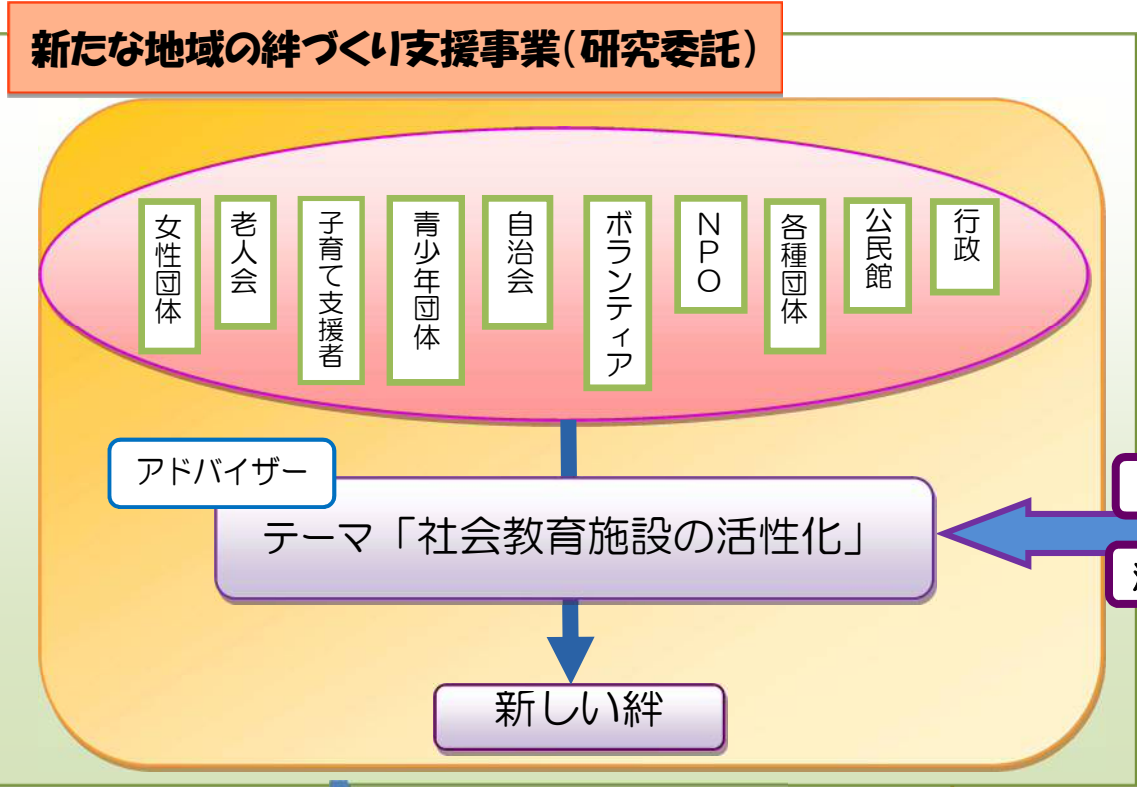 新たな地域の絆づくり支援事業(研究委託)
女性団体
老人会
子育て支援者
青少年団体
自治会
ボランティア
NPO
各種団体
公民館
行政
アドバイザー
テーマ「社会教育施設の活性化」
新しい絆